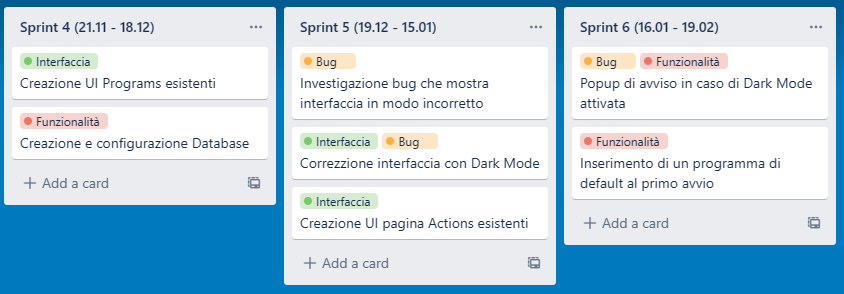 Sprint 4 (21.11 - 18.12)
Interfaccia
Creazione UI Programs esistenti
Funzionalità
Creazione e configurazione Database
Add a card
Sprint 5 (19.12 - 15.01)
Bug
Investigazione bug che mostra
interfaccia in modo incorretto
Interfaccia Bug
Correzzione interfaccia con Dark Mode
Interfaccia
Creazione UI pagina Actions esistenti
Add a card
Sprint 6 (16.01 - 19.02)
Bug Funzionalità
Popup di avviso in caso di Dark Mode
attivata
Funzionalità
Inserimento di un programma di
default al primo avvio
Add a card